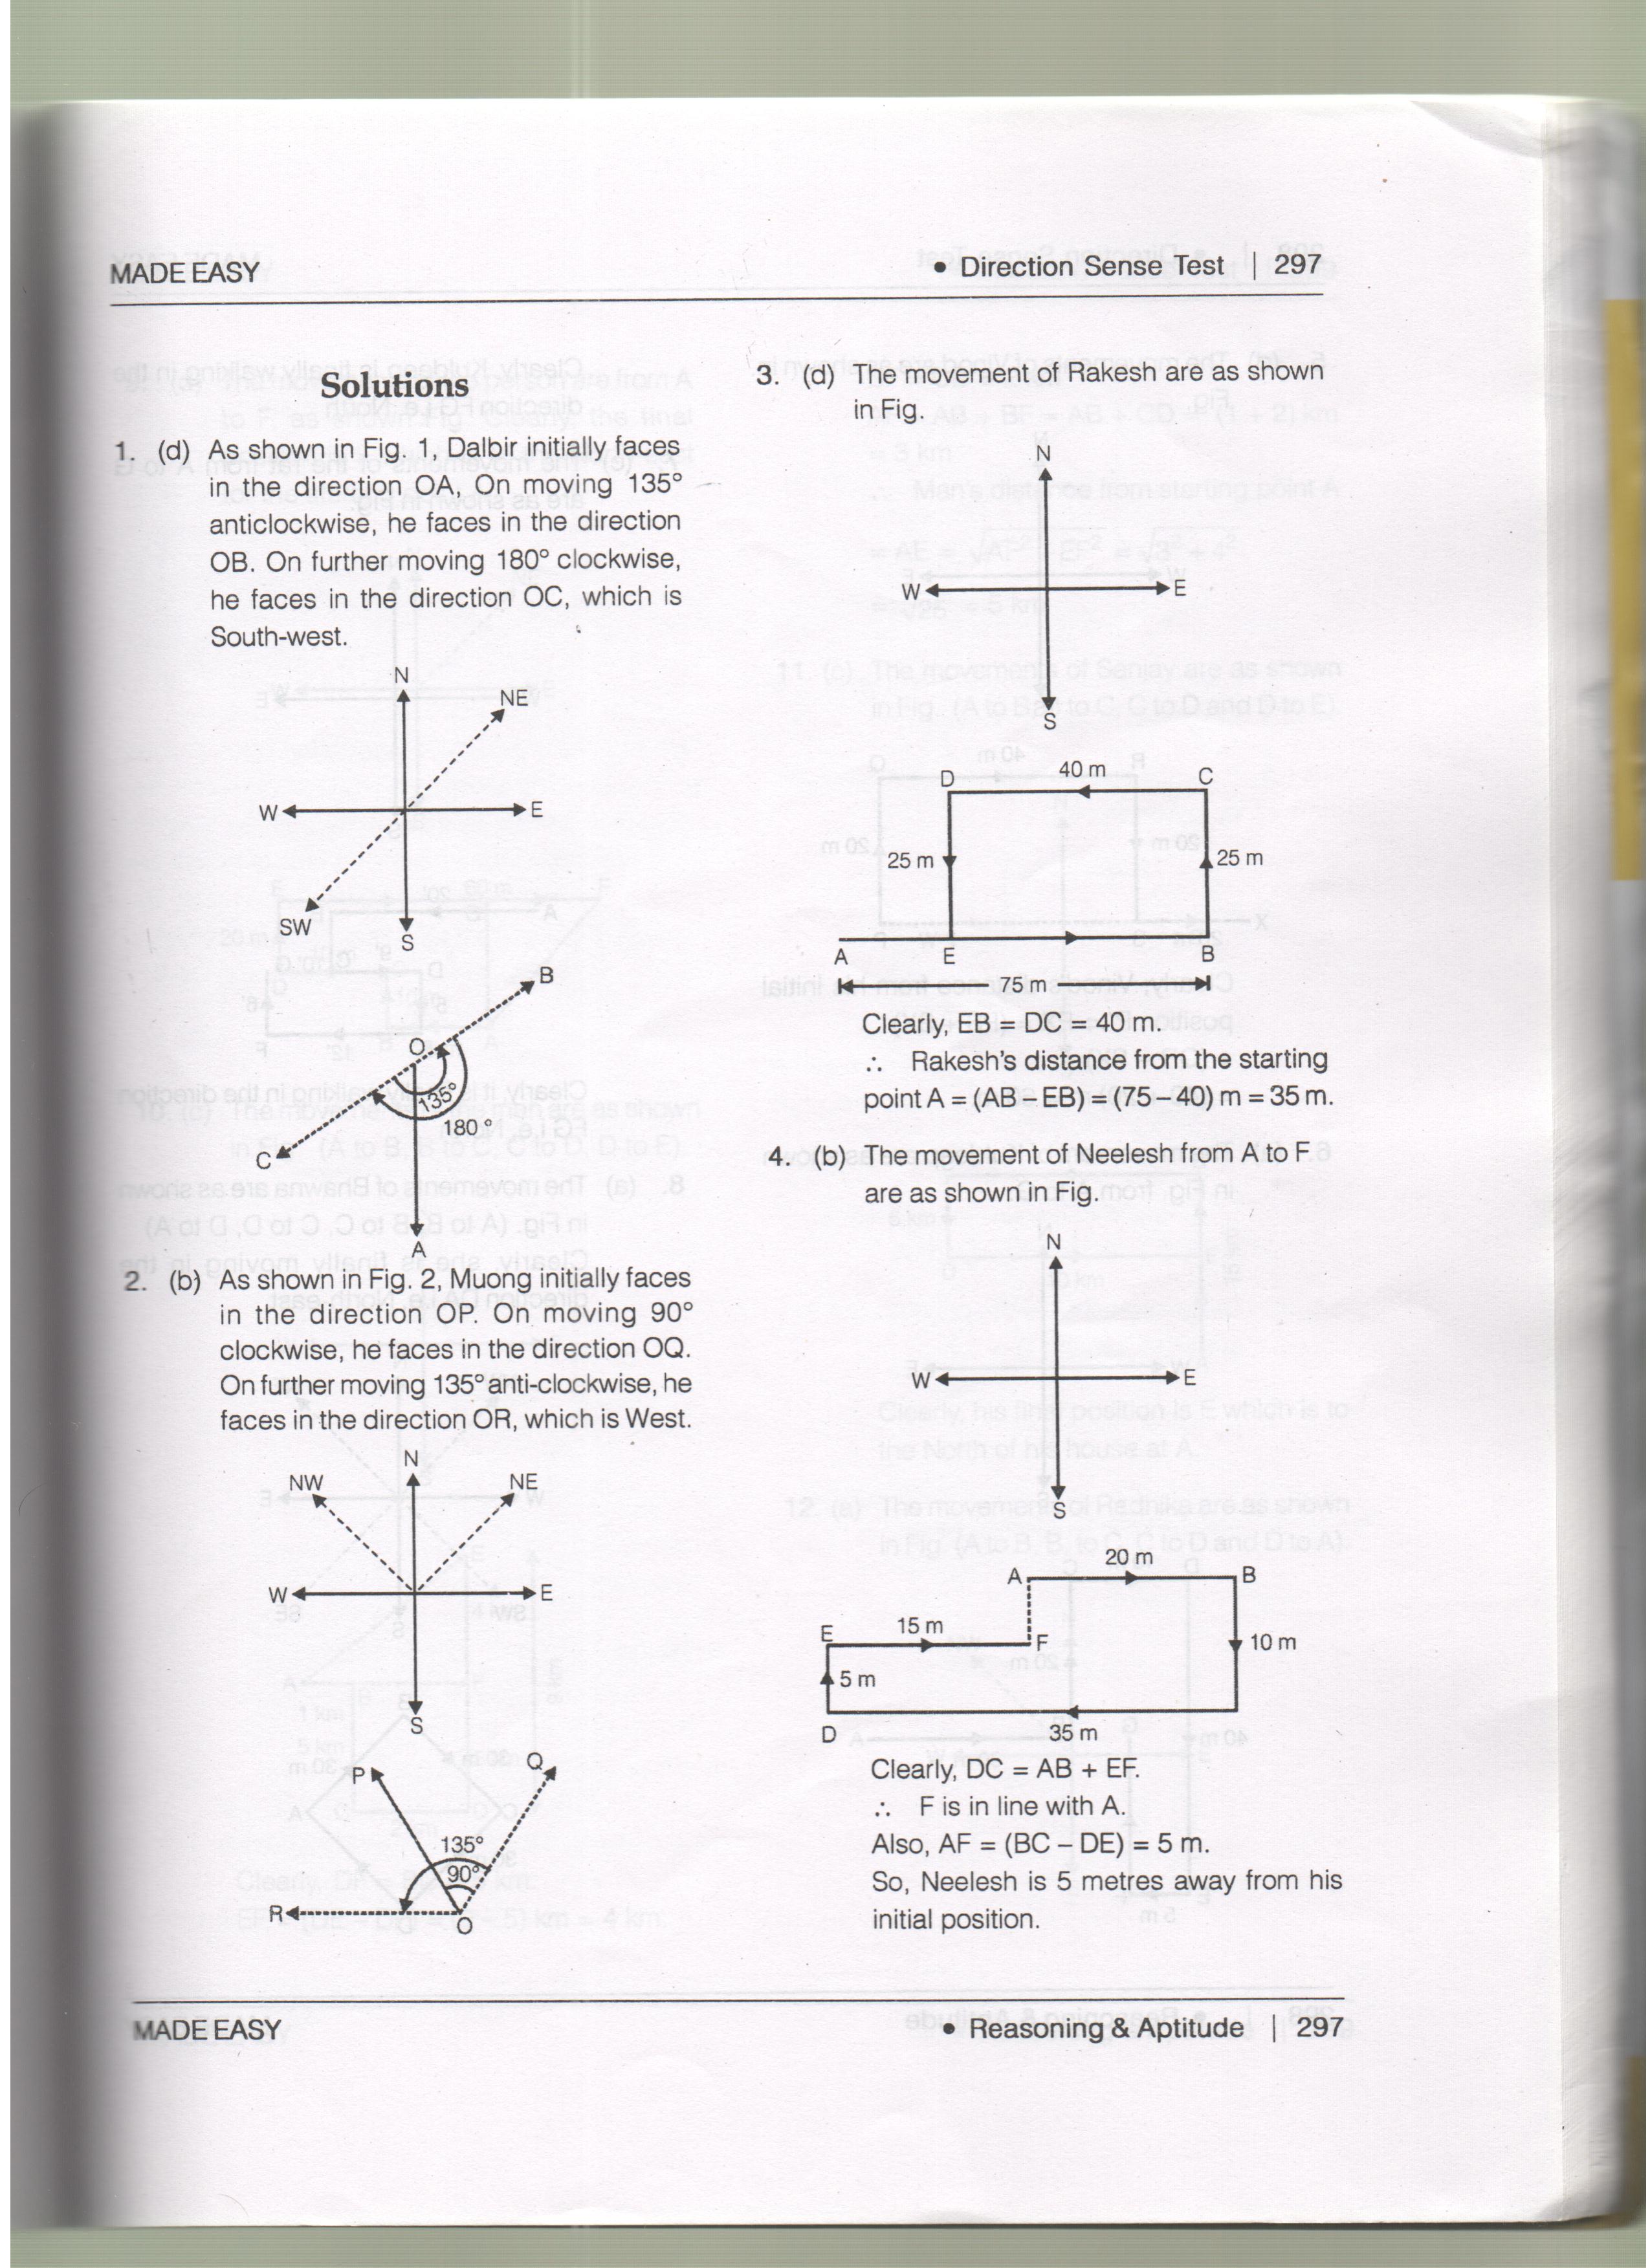 MADE EASY
• Direction Sense Test | 297
Solutions
1. (d) As shown in Fig. 1, Dalbir initially faces
in the direction OA, On moving 135°
anticlockwise, he faces in the direction
OB. On further moving 180° clockwise,
he faces in the direction OC, which is
South-west.
N
NE
W
E
SW
S
B
O
135°
180 °
C
A
2. (b) As shown in Fig. 2, Muong initially faces
in the direction OP. On moving 90°
clockwise, he faces in the direction OQ.
On further moving 135° anti-clockwise, he
faces in the direction OR, which is West.
N
NW
NE
W
E
S
P
Q
135°
90°
R
O
3. (d) The movement of Rakesh are as shown
in Fig.
N
W
E
S
D
40 m
C
25 m
25 m
A
E
B
75 m
Clearly, EB = DC = 40 m.
∴ Rakesh's distance from the starting
point A = (AB – EB) = (75 – 40) m = 35 m.
4. (b) The movement of Neelesh from A to F
are as shown in Fig.
N
W
E
S
20 m
A
B
E
15 m
F
10 m
5 m
D
35 m
Clearly, DC = AB + EF.
∴ F is in line with A.
Also, AF = (BC – DE) = 5 m.
So, Neelesh is 5 metres away from his
initial position.
MADE EASY
• Reasoning & Aptitude | 297